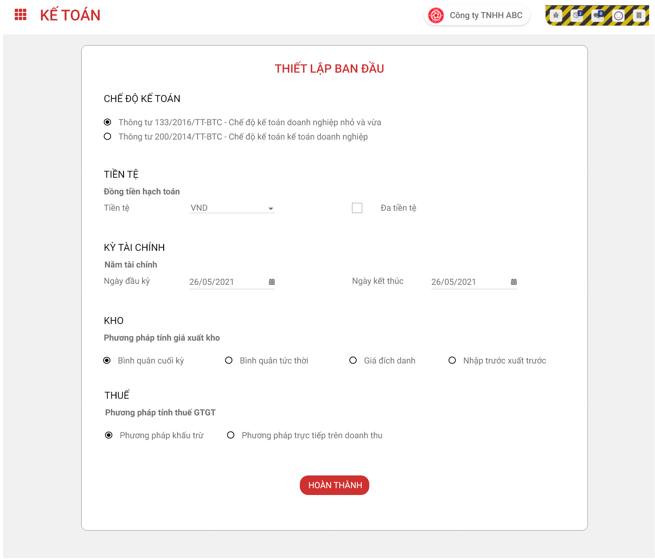 KẾ TOÁN
Công ty TNHH ABC
THIẾT LẬP BAN ĐẦU
CHẾ ĐỘ KẾ TOÁN
Thông tư 133/2016/TT-BTC - Chế độ kế toán doanh nghiệp nhỏ và vừa
Thông tư 200/2014/TT-BTC - Chế độ kế toán kế toán doanh nghiệp
TIỀN TỆ
Đồng tiền hạch toán
Tiền tệ VND Đa tiền tệ
KỲ TÀI CHÍNH
Năm tài chính
Ngày đầu kỳ 26/05/2021 Ngày kết thúc 26/05/2021
KHO
Phương pháp tính giá xuất kho
Bình quân cuối kỳ Bình quân tức thời Giá đích danh Nhập trước xuất trước
THUẾ
Phương pháp tính thuế GTGT
Phương pháp khấu trừ Phương pháp trực tiếp trên doanh thu
HOÀN THÀNH